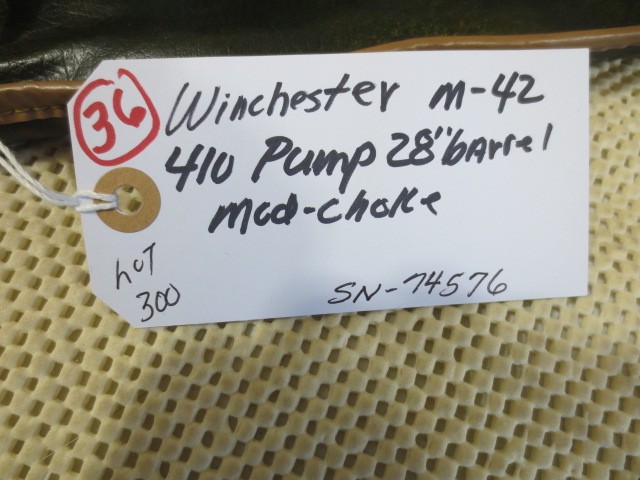 36
Winchester M-42
410 Pump 28" barrel
Mod-choke
LOT
300
SN-74576